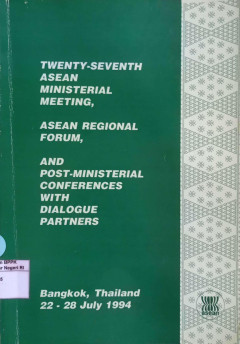 TWENTY-SEVENTH
ASEAN
MINISTERIAL
MEETING,
ASEAN REGIONAL
FORUM,
AND
POST-MINISTERIAL
CONFERENCES
WITH
DIALOGUE
PARTNERS
Bangkok, Thailand
22 - 28 July 1994